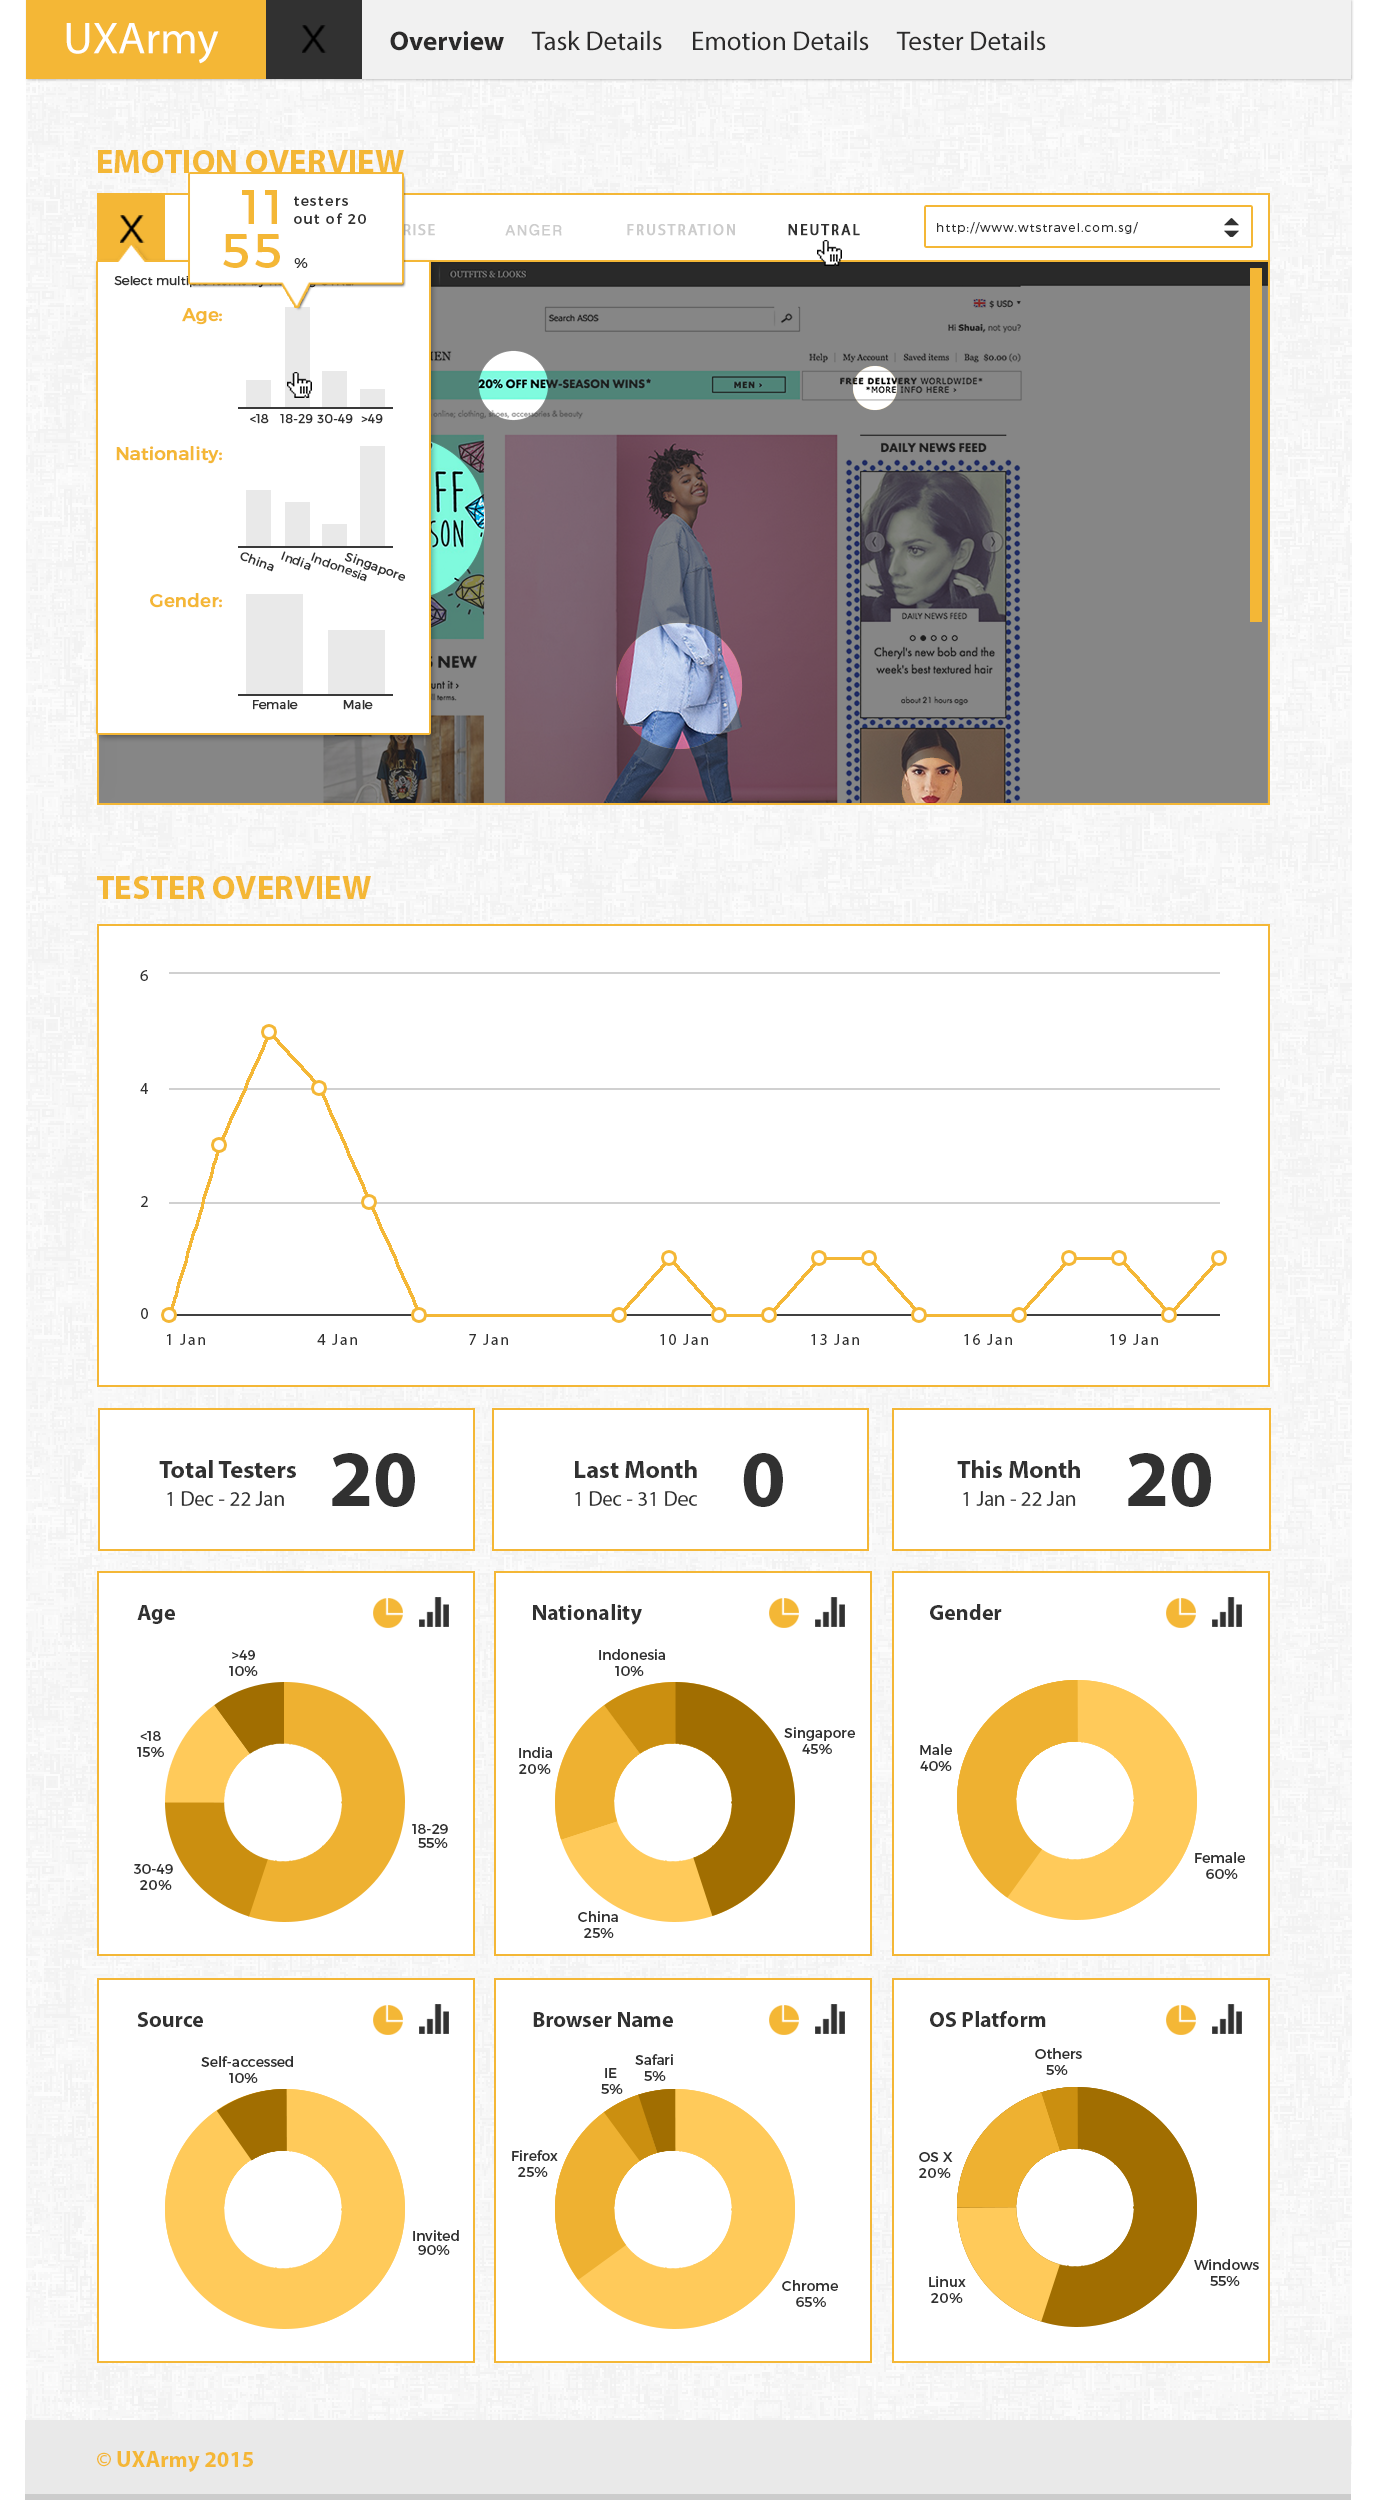 UXArmy
X
Overview
Task Details
Emotion Details
Tester Details
EMOTION OVERVIEW
11 testers
out of 20
55 %
X
ANGER
FRUSTRATION
NEUTRAL
http://www.wtstravel.com.sg/
Select
OUTFITS & LOOKS
$ USD
Search ASOS
Hi Shuai, not you?
Help
My Account
Saved items
Bag $0.00 (0)
20% OFF NEW-SEASON WINS*
MEN ›
FREE DELIVERY WORLDWIDE*
*MORE INFO HERE ›
online; clothing, shoes, accessories & beauty
Age:
<18
18-29
30-49
>49
Nationality:
China
India
Indonesia
Singapore
Gender:
Female
Male
DAILY NEWS FEED
DAILY NEWS FEED
Cheryl's new bob and the
week's best textured hair
about 21 hours ago
NEW
terms.
TESTER OVERVIEW
6
4
2
0
1 Jan
4 Jan
7 Jan
10 Jan
13 Jan
16 Jan
19 Jan
Total Testers
1 Dec - 22 Jan
20
Last Month
1 Dec - 31 Dec
0
This Month
1 Jan - 22 Jan
20
Age
>49
10%
<18
15%
18-29
55%
30-49
20%
Nationality
Indonesia
10%
Singapore
45%
India
20%
China
25%
Gender
Male
40%
Female
60%
Source
Self-accessed
10%
Invited
90%
Browser Name
Safari
5%
IE
5%
Firefox
25%
Chrome
65%
OS Platform
Others
5%
OS X
20%
Windows
55%
Linux
20%
© UXArmy 2015